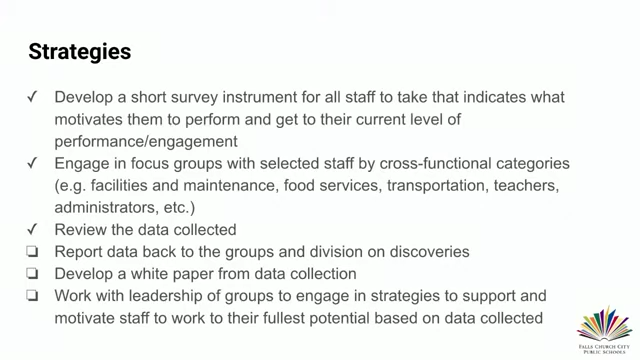 Strategies
✓ Develop a short survey instrument for all staff to take that indicates what
motivates them to perform and get to their current level of
performance/engagement
✓ Engage in focus groups with selected staff by cross-functional categories
(e.g. facilities and maintenance, food services, transportation, teachers,
administrators, etc.)
✓ Review the data collected
❏ Report data back to the groups and division on discoveries
❏ Develop a white paper from data collection
❏ Work with leadership of groups to engage in strategies to support and
motivate staff to work to their fullest potential based on data collected
FALLS CHURCH CITY
PUBLIC SCHOOLS